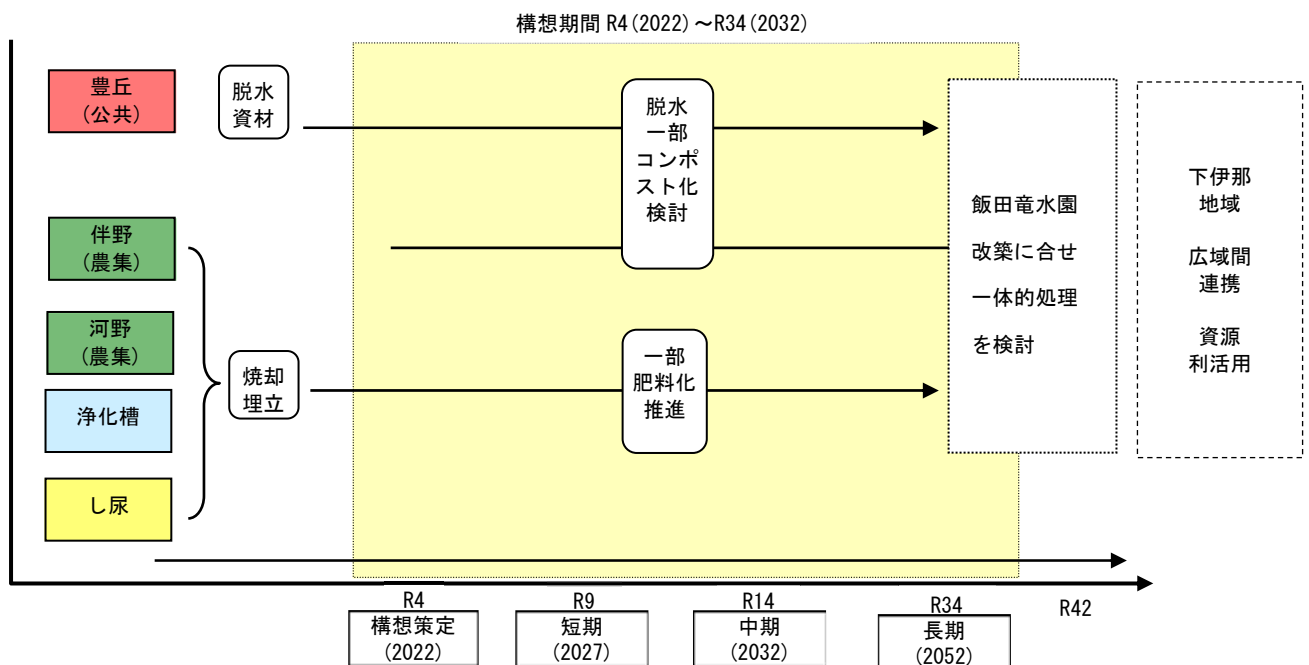 構想期間 R4(2022)～R34(2032)
豊丘
(公共)
脱水
資材
脱水
一部
コンポ
スト化
検討
伴野
(農集)
河野
(農集)
浄化槽
し尿
焼却
埋立
一部
肥料化
推進
飯田竜水園
改築に合せ
一体的処理
を検討
下伊那
地域
広域間
連携
資源
利活用
R4
構想策定
(2022)
R9
短期
(2027)
R14
中期
(2032)
R34
長期
(2052)
R42